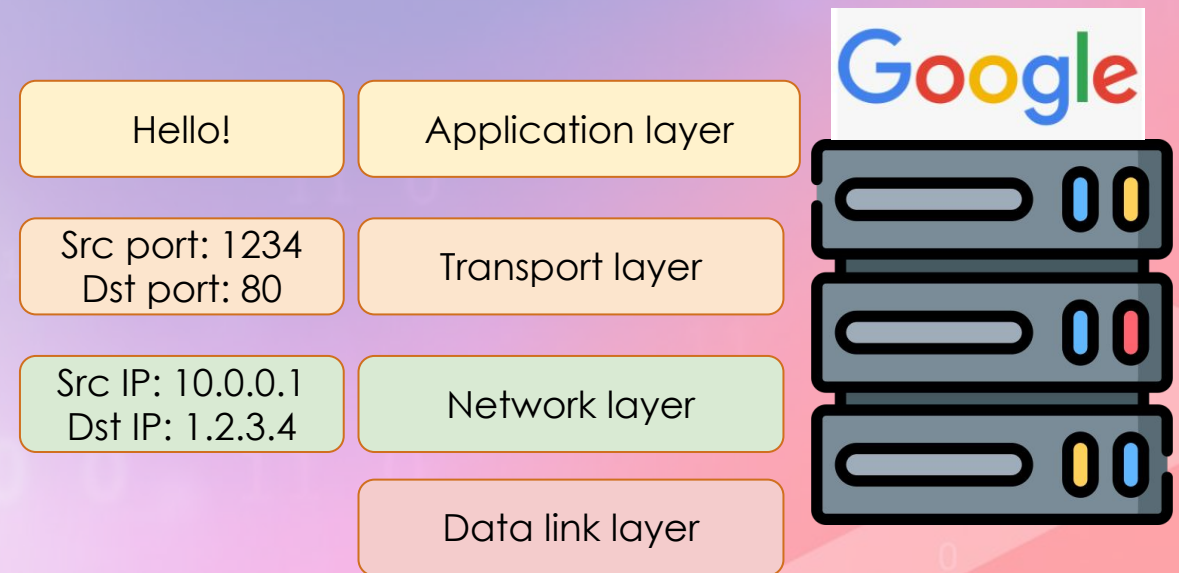 Google
Hello!
Application layer
Src port: 1234
Dst port: 80
Transport layer
Src IP: 10.0.0.1
Dst IP: 1.2.3.4
Network layer
Data link layer